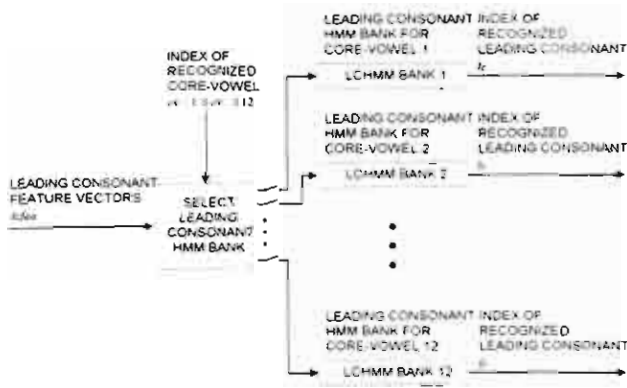 LEADING CONSONANT
HMM BANK FOR
CORE-VOWEL 1
INDEX OF
RECOGNIZED
LEADING CONSONANT
lc
LCHMM BANK 1
INDEX OF
RECOGNIZED
CORE-VOWEL
LEADING CONSONANT
HMM BANK FOR
CORE-VOWEL 2
INDEX OF
RECOGNIZED
LEADING CONSONANT
LCHMM BANK 2
LEADING CONSONANT
FEATURE VECTORS
lcfea
SELECT
LEADING
CONSONANT
HMM BANK
LEADING CONSONANT
HMM BANK FOR
CORE-VOWEL 12
INDEX OF
RECOGNIZED
LEADING CONSONANT
LCHMM BANK 12